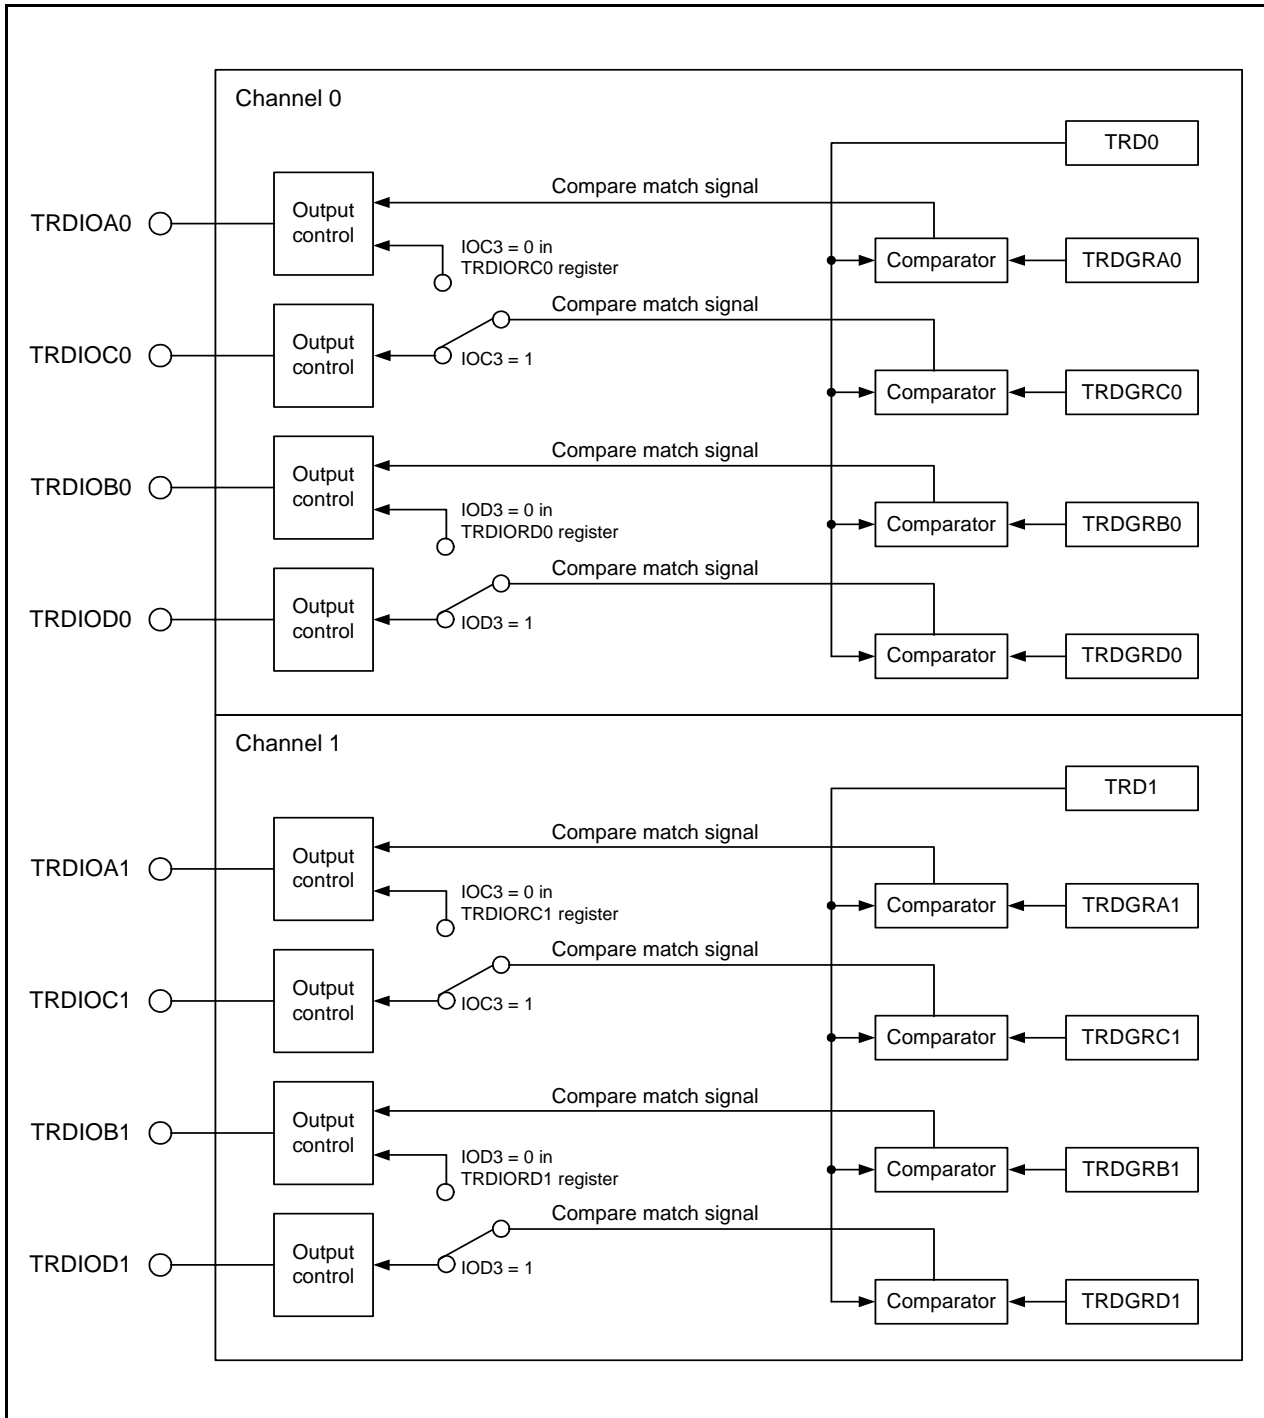 Channel 0
TRD0
Compare match signal
TRDIOA0
Output
control
IOC3 = 0 in
TRDIORC0 register
Comparator
TRDGRA0
Compare match signal
TRDIOC0
Output
control
IOC3 = 1
Comparator
TRDGRC0
Compare match signal
TRDIOB0
Output
control
IOD3 = 0 in
TRDIORD0 register
Comparator
TRDGRB0
Compare match signal
TRDIOD0
Output
control
IOD3 = 1
Comparator
TRDGRD0
Channel 1
TRD1
Compare match signal
TRDIOA1
Output
control
IOC3 = 0 in
TRDIORC1 register
Comparator
TRDGRA1
Compare match signal
TRDIOC1
Output
control
IOC3 = 1
Comparator
TRDGRC1
Compare match signal
TRDIOB1
Output
control
IOD3 = 0 in
TRDIORD1 register
Comparator
TRDGRB1
Compare match signal
TRDIOD1
Output
control
IOD3 = 1
Comparator
TRDGRD1